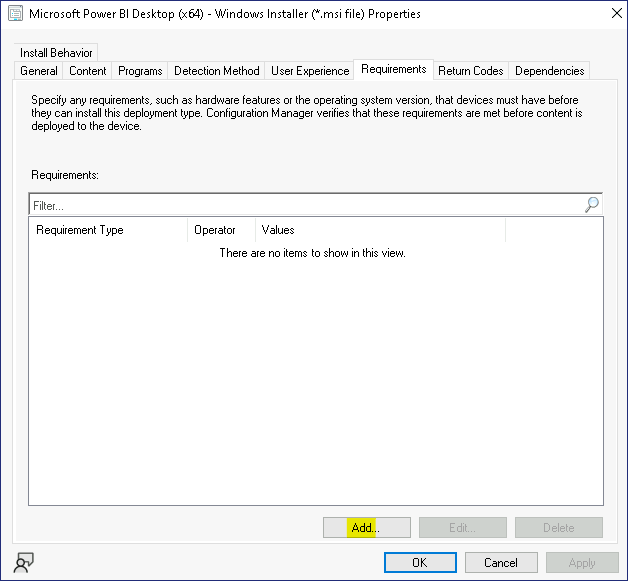 Microsoft Power BI Desktop (x64) - Windows Installer (*.msi file) Properties
Install Behavior
General Content Programs Detection Method User Experience Requirements Return Codes Dependencies
Specify any requirements, such as hardware features or the operating system version, that devices must have before
they can install this deployment type. Configuration Manager verifies that these requirements are met before content is
deployed to the device.
Requirements:
Filter...
Requirement Type Operator Values
There are no items to show in this view.
Add... Edit... Delete
OK Cancel Apply